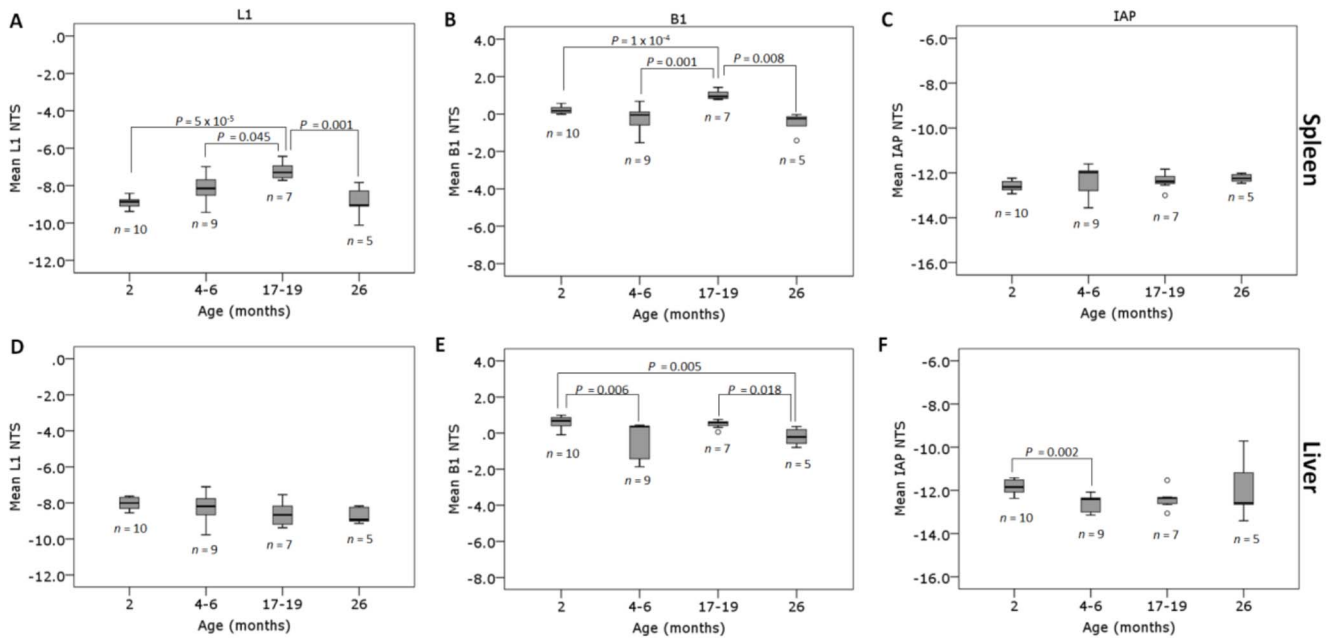 A
L1
Mean L1 NTS
.0
-2.0
-4.0
-6.0
-8.0
-10.0
-12.0
P = 5 x 10-5
P = 0.045
P = 0.001
n = 10
n = 9
n = 7
n = 5
2
4-6
17-19
26
Age (months)
B
B1
Mean B1 NTS
4.0
2.0
.0
-2.0
-4.0
-6.0
-8.0
P = 1 x 10-4
P = 0.001
P = 0.008
n = 10
n = 9
n = 7
n = 5
2
4-6
17-19
26
Age (months)
C
IAP
Mean IAP NTS
-6.0
-8.0
-10.0
-12.0
-14.0
-16.0
n = 10
n = 9
n = 7
n = 5
2
4-6
17-19
26
Age (months)
Spleen
D
Mean L1 NTS
.0
-2.0
-4.0
-6.0
-8.0
-10.0
-12.0
n = 10
n = 9
n = 7
n = 5
2
4-6
17-19
26
Age (months)
E
Mean B1 NTS
4.0
2.0
.0
-2.0
-4.0
-6.0
-8.0
P = 0.005
P = 0.006
P = 0.018
n = 10
n = 9
n = 7
n = 5
2
4-6
17-19
26
Age (months)
F
Mean IAP NTS
-6.0
-8.0
-10.0
-12.0
-14.0
-16.0
P = 0.002
n = 10
n = 9
n = 7
n = 5
2
4-6
17-19
26
Age (months)
Liver